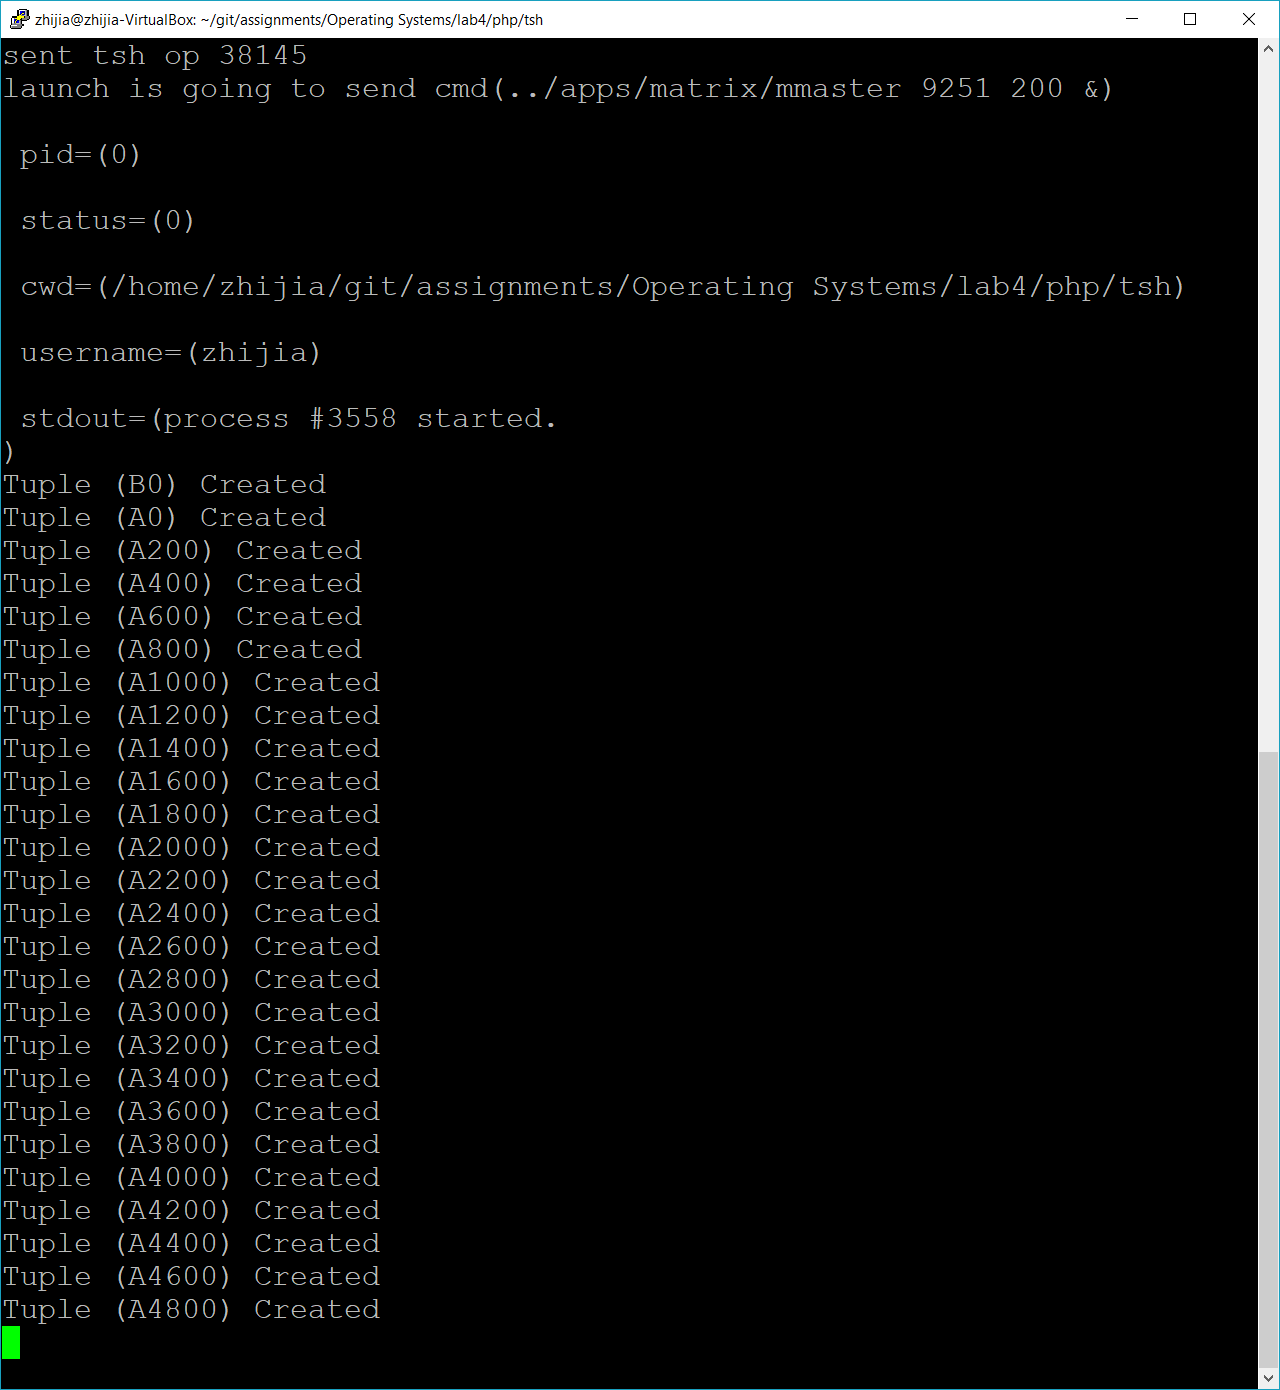 zhijia@zhijia-VirtualBox: ~/git/assignments/Operating Systems/lab4/php/tsh
sent tsh op 38145
launch is going to send cmd(../apps/matrix/mmaster 9251 200 &)
pid=(0)
status=(0)
cwd=(/home/zhijia/git/assignments/Operating Systems/lab4/php/tsh)
username=(zhijia)
stdout=(process #3558 started.
)
Tuple (B0) Created
Tuple (A0) Created
Tuple (A200) Created
Tuple (A400) Created
Tuple (A600) Created
Tuple (A800) Created
Tuple (A1000) Created
Tuple (A1200) Created
Tuple (A1400) Created
Tuple (A1600) Created
Tuple (A1800) Created
Tuple (A2000) Created
Tuple (A2200) Created
Tuple (A2400) Created
Tuple (A2600) Created
Tuple (A2800) Created
Tuple (A3000) Created
Tuple (A3200) Created
Tuple (A3400) Created
Tuple (A3600) Created
Tuple (A3800) Created
Tuple (A4000) Created
Tuple (A4200) Created
Tuple (A4400) Created
Tuple (A4600) Created
Tuple (A4800) Created